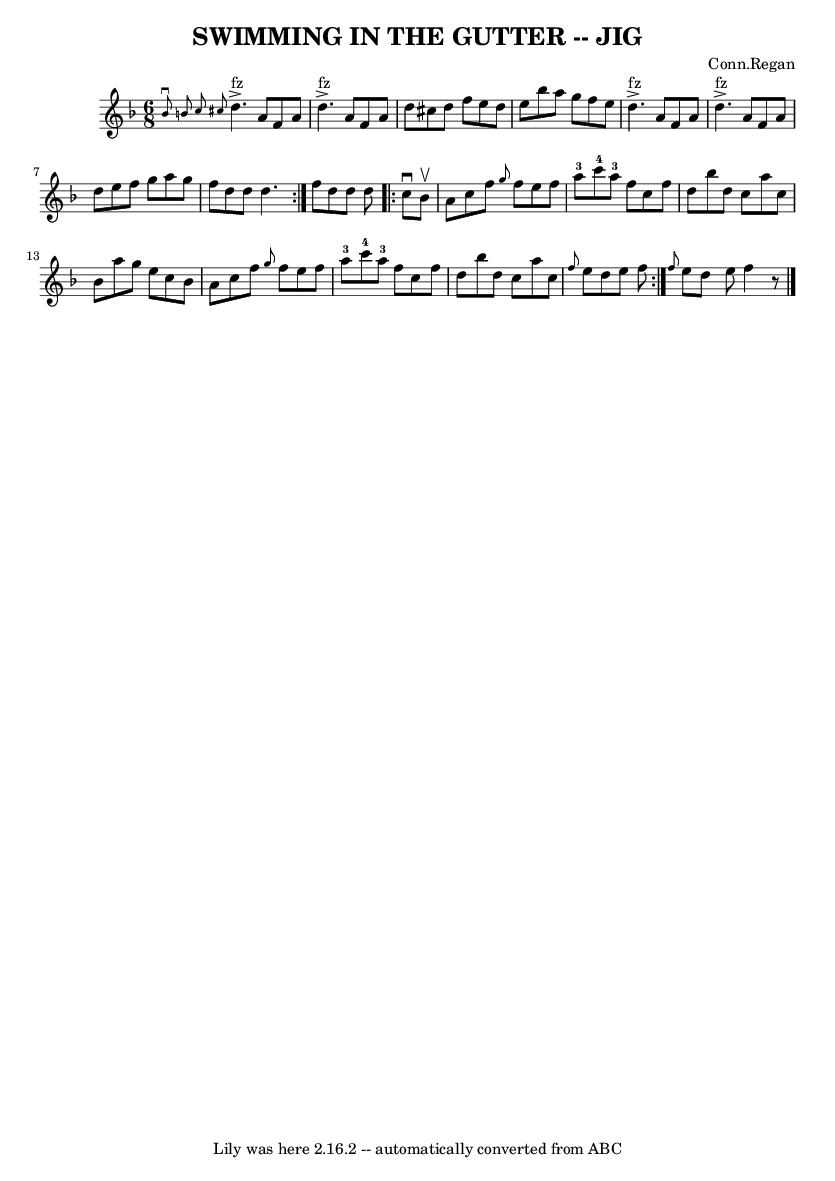 SWIMMING IN THE GUTTER -- JIG
Conn.Regan
fz fz fz fz
6
8
7
3 4 3
13
3 4 3
Lily was here 2.16.2 -- automatically converted from ABC